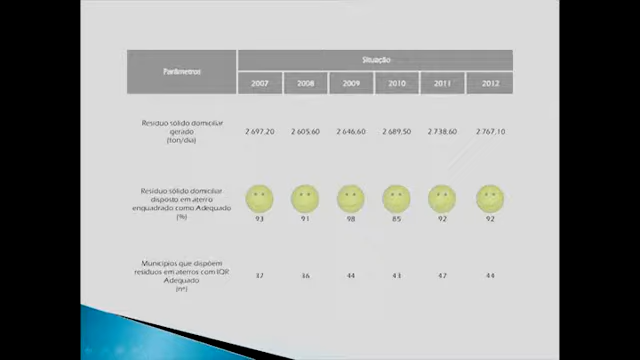 Parâmetros
Situação
2007 2008 2009 2010 2011 2012
Resíduo sólido domiciliar
gerado
(ton/dia)
2.697,20 2.605,60 2.646,60 2.689,50 2.738,60 2.767,10
Resíduo sólido domiciliar
disposto em aterro
enquadrado como Adequado
(%)
93 91 98 85 92 92
Municípios que dispõem
resíduos em aterros com IQR
Adequado
(nº)
37 36 44 43 47 44